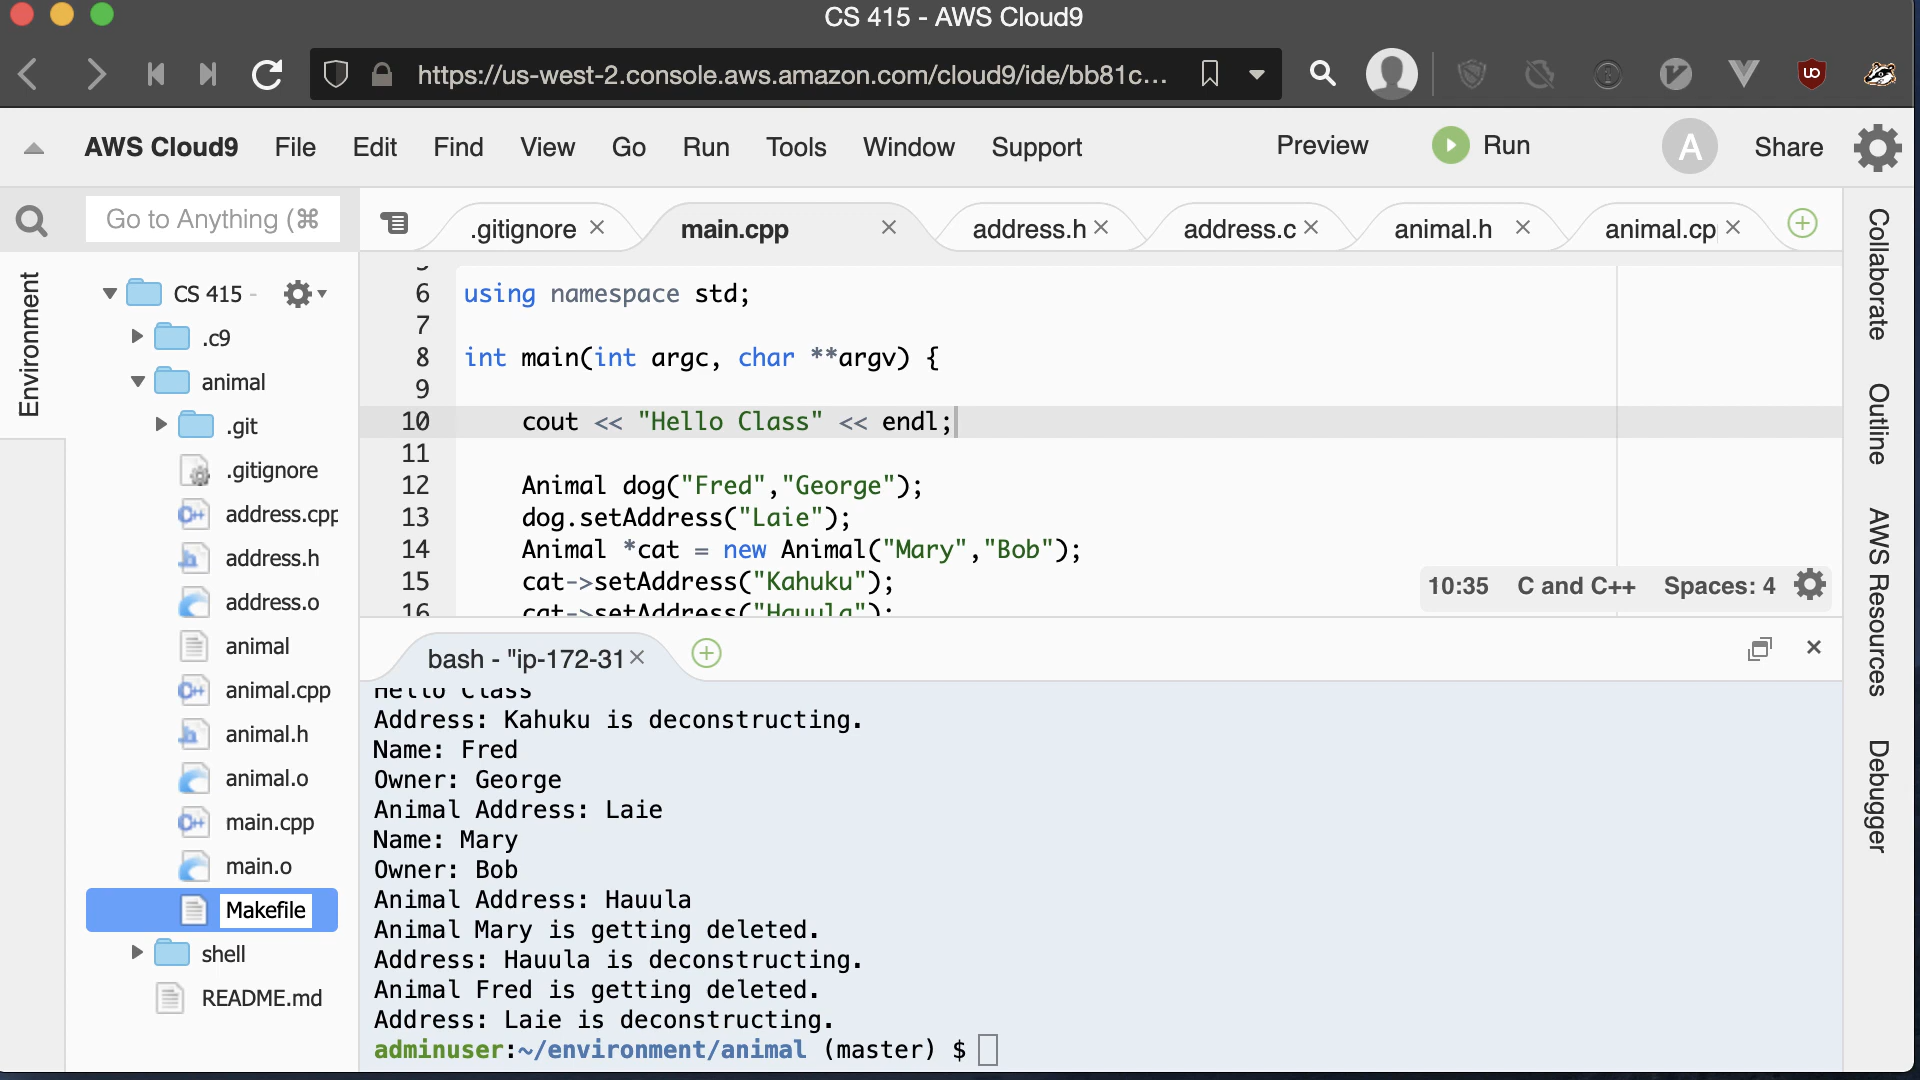 CS 415 - AWS Cloud9
https://us-west-2.console.aws.amazon.com/cloud9/ide/bb81c...
AWS Cloud9 File Edit Find View Go Run Tools Window Support Preview Run A Share
Go to Anything (⌘
.gitignore main.cpp address.h address.c animal.h animal.cp
Environment
CS 415 -
.c9
animal
.git
.gitignore
address.cpp
address.h
address.o
animal
animal.cpp
animal.h
animal.o
main.cpp
main.o
Makefile
shell
README.md
6 using namespace std;
7
8 int main(int argc, char **argv) {
9
10 cout << "Hello Class" << endl;
11
12 Animal dog("Fred","George");
13 dog.setAddress("Laie");
14 Animal *cat = new Animal("Mary","Bob");
15 cat->setAddress("Kahuku");
16 cat->setAddress("Hauula");
10:35 C and C++ Spaces: 4
bash - "ip-172-31
Hello Class
Address: Kahuku is deconstructing.
Name: Fred
Owner: George
Animal Address: Laie
Name: Mary
Owner: Bob
Animal Address: Hauula
Animal Mary is getting deleted.
Address: Hauula is deconstructing.
Animal Fred is getting deleted.
Address: Laie is deconstructing.
adminuser:~/environment/animal (master) $
Collaborate
Outline
AWS Resources
Debugger